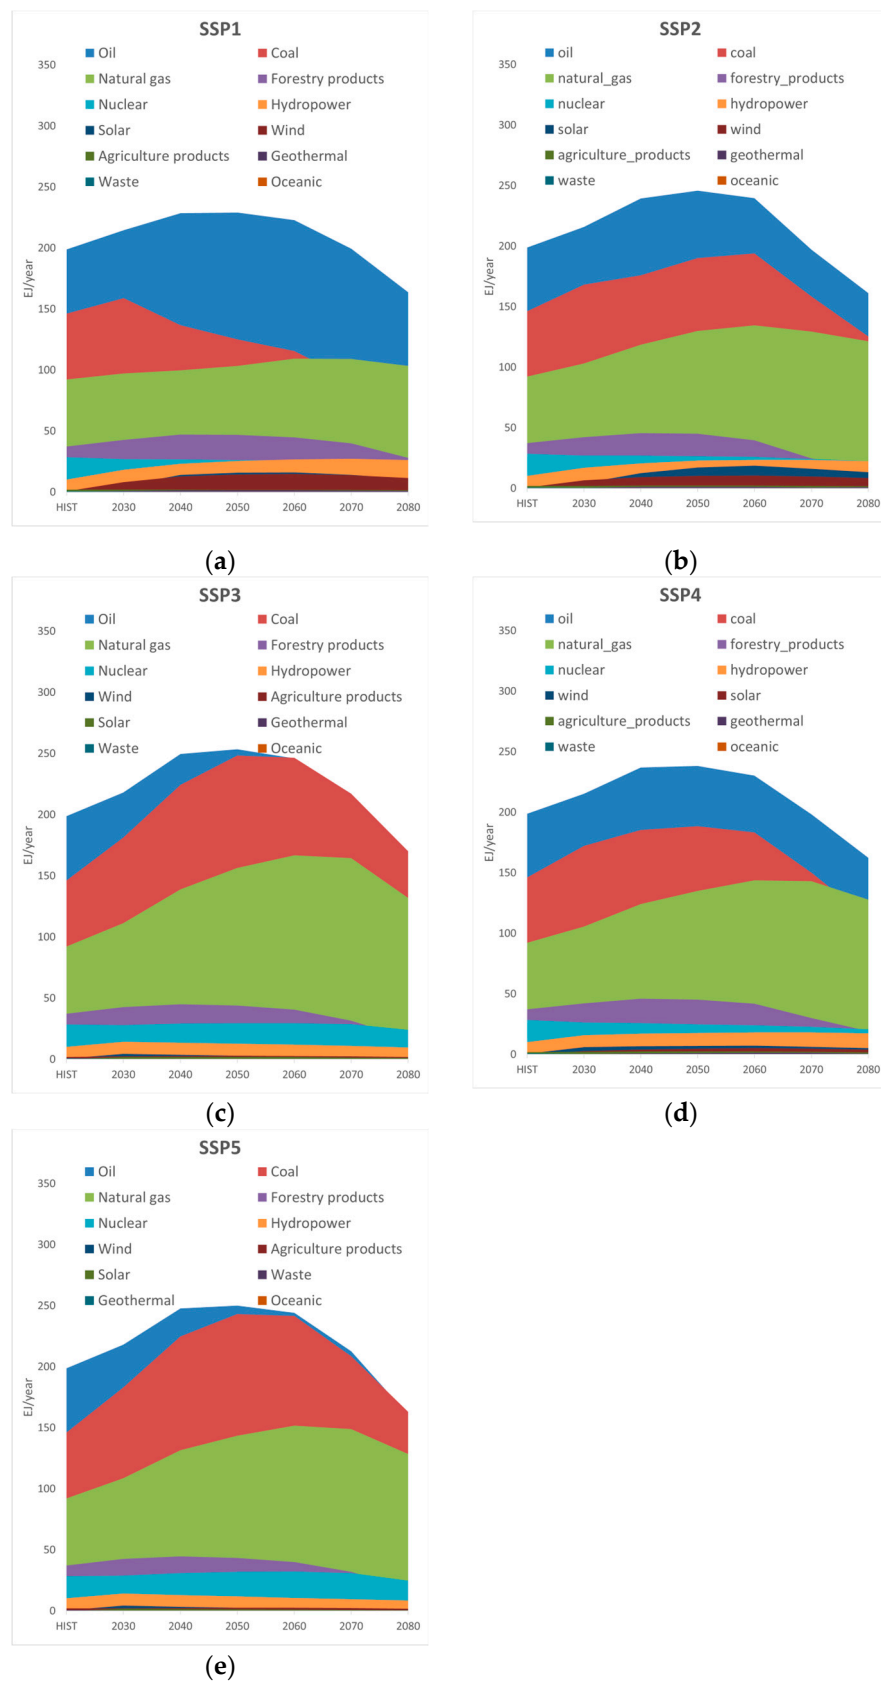 SSP1
Oil Coal
350
Natural gas Forestry products
Nuclear Hydropower
300
Solar Wind
Agriculture products Geothermal
250
Waste Oceanic
200
EJ/year
150
100
50
0
HIST 2030 2040 2050 2060 2070 2080
(a)
SSP2
oil coal
350
natural_gas forestry_products
nuclear hydropower
300
solar wind
agriculture_products geothermal
250
waste oceanic
200
EJ/year
150
100
50
0
HIST 2030 2040 2050 2060 2070 2080
(b)
SSP3
Oil Coal
350
Natural gas Forestry products
Nuclear Hydropower
300
Wind Agriculture products
Solar Geothermal
250
Waste Oceanic
200
EJ/year
150
100
50
0
HIST 2030 2040 2050 2060 2070 2080
(c)
SSP4
oil coal
350
natural_gas forestry_products
nuclear hydropower
300
wind solar
agriculture_products geothermal
250
waste oceanic
200
EJ/year
150
100
50
0
HIST 2030 2040 2050 2060 2070 2080
(d)
SSP5
Oil Coal
350
Natural gas Forestry products
Nuclear Hydropower
300
Wind Agriculture products
Solar Waste
250
Geothermal Oceanic
200
EJ/year
150
100
50
0
HIST 2030 2040 2050 2060 2070 2080
(e)